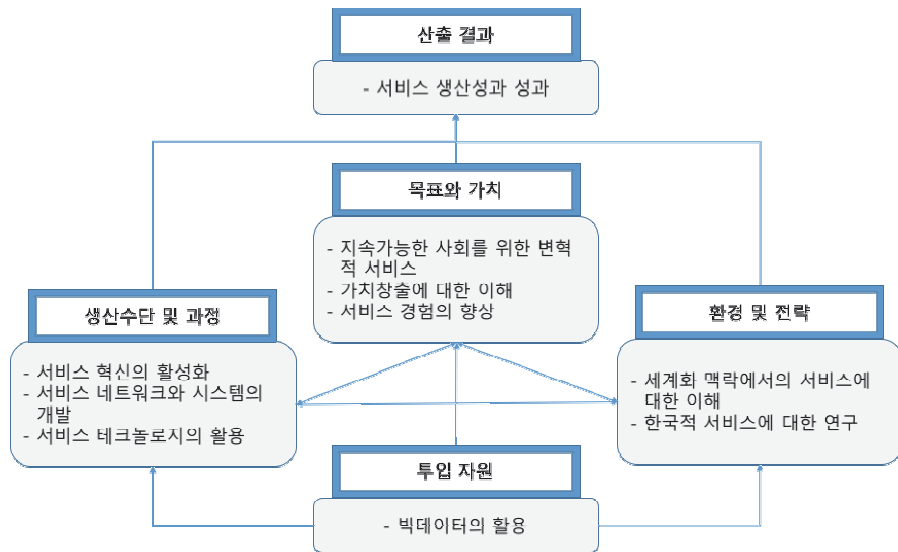 산출 결과
- 서비스 생산성과 성과
목표와 가치
- 지속가능한 사회를 위한 변혁
적 서비스
- 가치창출에 대한 이해
- 서비스 경험의 향상
생산수단 및 과정
- 서비스 혁신의 활성화
- 서비스 네트워크와 시스템의
개발
- 서비스 테크놀로지의 활용
환경 및 전략
- 세계화 맥락에서의 서비스에
대한 이해
- 한국적 서비스에 대한 연구
투입 자원
- 빅데이터의 활용